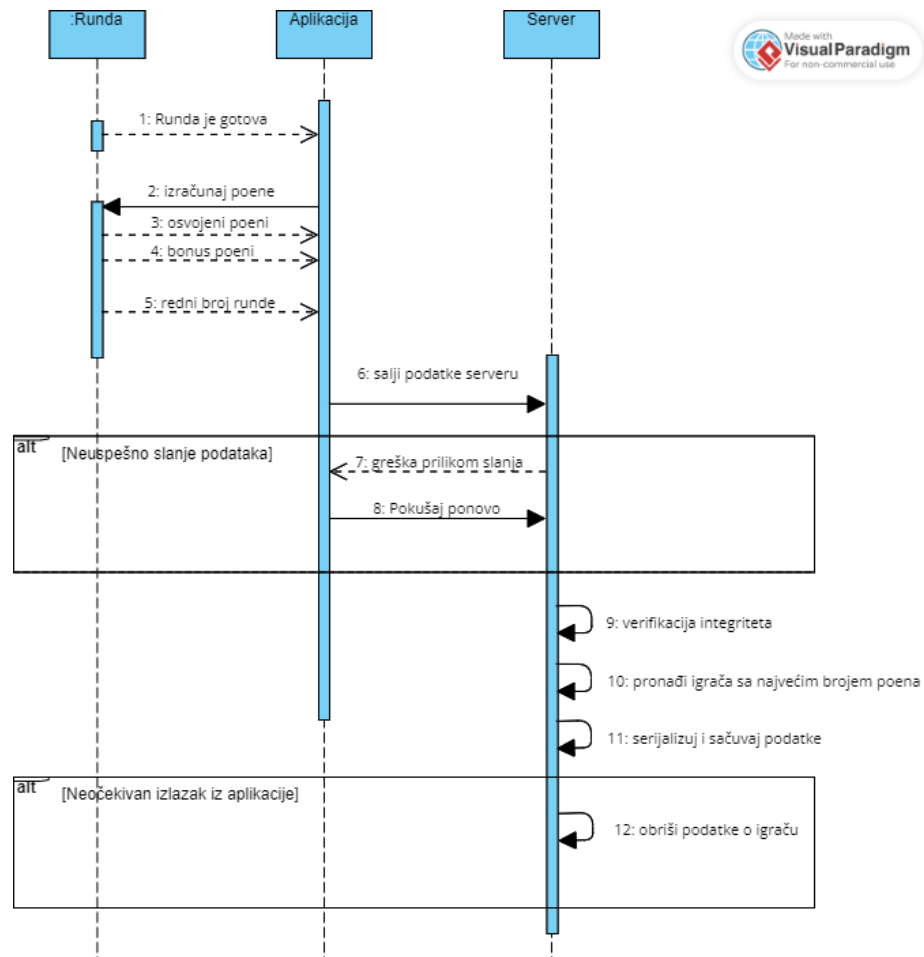 :Runda
Aplikacija
Server
Made with
Visual Paradigm
For non-commercial use
1: Runda je gotova
2: izračunaj poene
3: osvojeni poeni
4: bonus poeni
5: redni broj runde
6: salji podatke serveru
alt
[Neuspešno slanje podataka]
7: greška prilikom slanja
8: Pokušaj ponovo
9: verifikacija integriteta
10: pronađi igrača sa najvećim brojem poena
11: serijalizuj i sačuvaj podatke
alt
[Neočekivan izlazak iz aplikacije]
12: obriši podatke o igraču